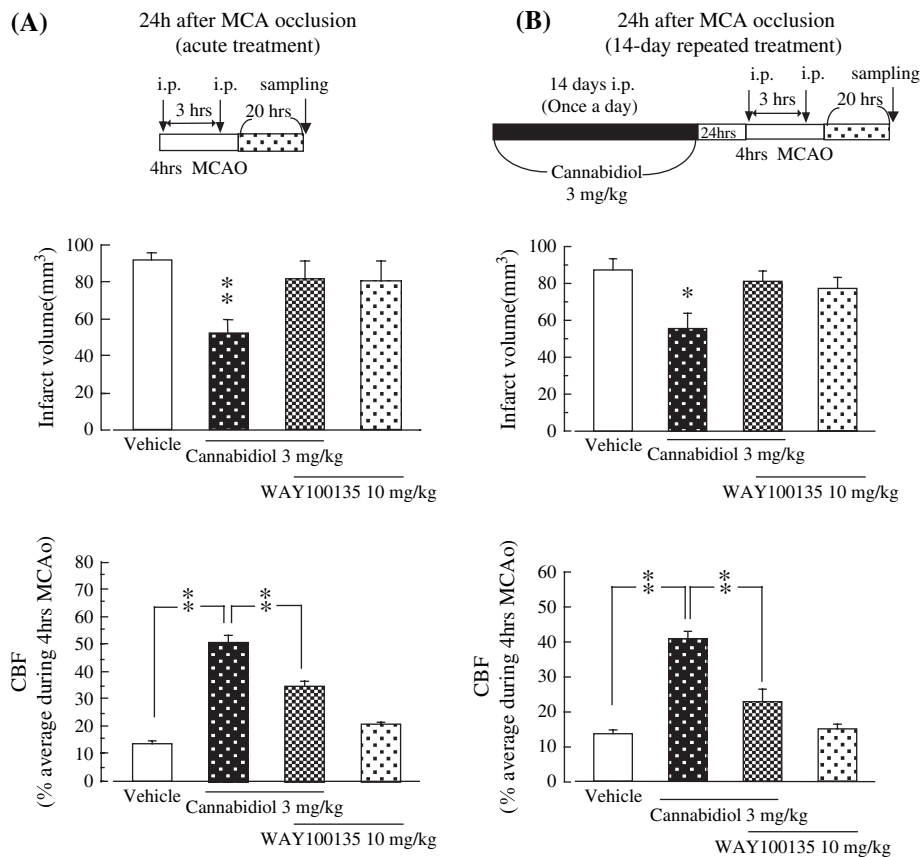 (A)
24h after MCA occlusion
(acute treatment)
i.p. i.p. sampling
3 hrs 20 hrs
4hrs MCAO
Infarct volume(mm³)
100
80
60
40
20
0
* *
Vehicle
Cannabidiol 3 mg/kg
WAY100135 10 mg/kg
CBF
(% average during 4hrs MCAo)
80
70
60
50
40
30
20
10
0
* * * *
Vehicle
Cannabidiol 3 mg/kg
WAY100135 10 mg/kg
(B)
24h after MCA occlusion
(14-day repeated treatment)
14 days i.p.
(Once a day)
i.p. i.p. sampling
3 hrs 20 hrs
24hrs
4hrs MCAO
Cannabidiol
3 mg/kg
Infarct volume(mm³)
100
80
60
40
20
0
*
Vehicle
Cannabidiol 3 mg/kg
WAY100135 10 mg/kg
CBF
(% average during 4hrs MCAo)
60
50
40
30
20
10
0
* * * *
Vehicle
Cannabidiol 3 mg/kg
WAY100135 10 mg/kg